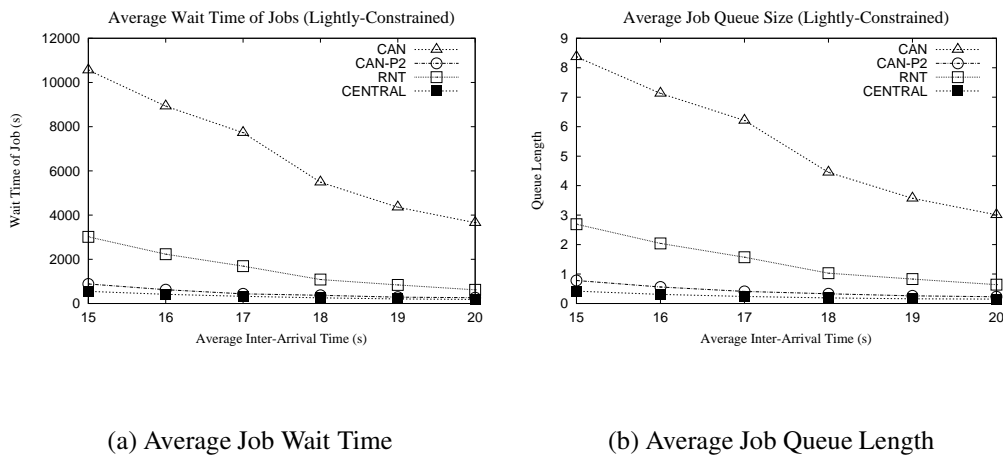 Average Wait Time of Jobs (Lightly-Constrained)
12000
10000
8000
6000
4000
2000
0
Wait Time of Job (s)
CAN
CAN-P2
RNT
CENTRAL
15 16 17 18 19 20
Average Inter-Arrival Time (s)
(a) Average Job Wait Time
Average Job Queue Size (Lightly-Constrained)
9
8
7
6
5
4
3
2
1
0
Queue Length
CAN
CAN-P2
RNT
CENTRAL
15 16 17 18 19 20
Average Inter-Arrival Time (s)
(b) Average Job Queue Length